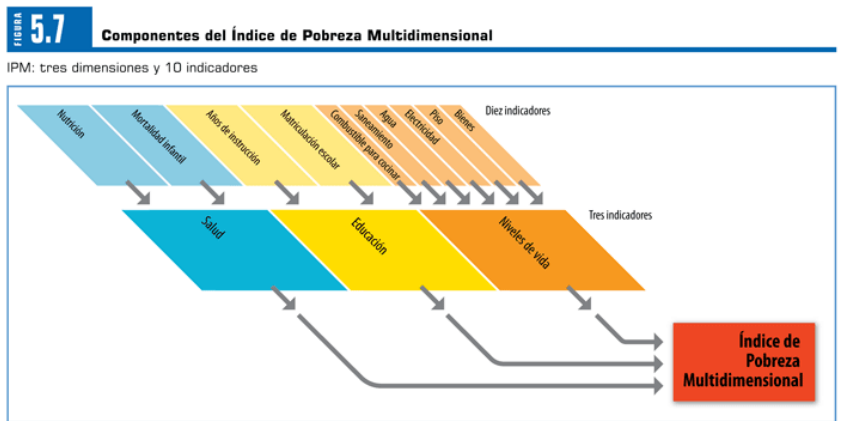 FIGURA
5.7
Componentes del Índice de Pobreza Multidimensional
IPM: tres dimensiones y 10 indicadores
Nutrición
Mortalidad infantil
Años de instrucción
Matriculación escolar
Combustible para cocinar
Saneamiento
Agua
Electricidad
Piso
Bienes
Diez indicadores
Salud
Educación
Niveles de vida
Tres indicadores
Índice de
Pobreza
Multidimensional